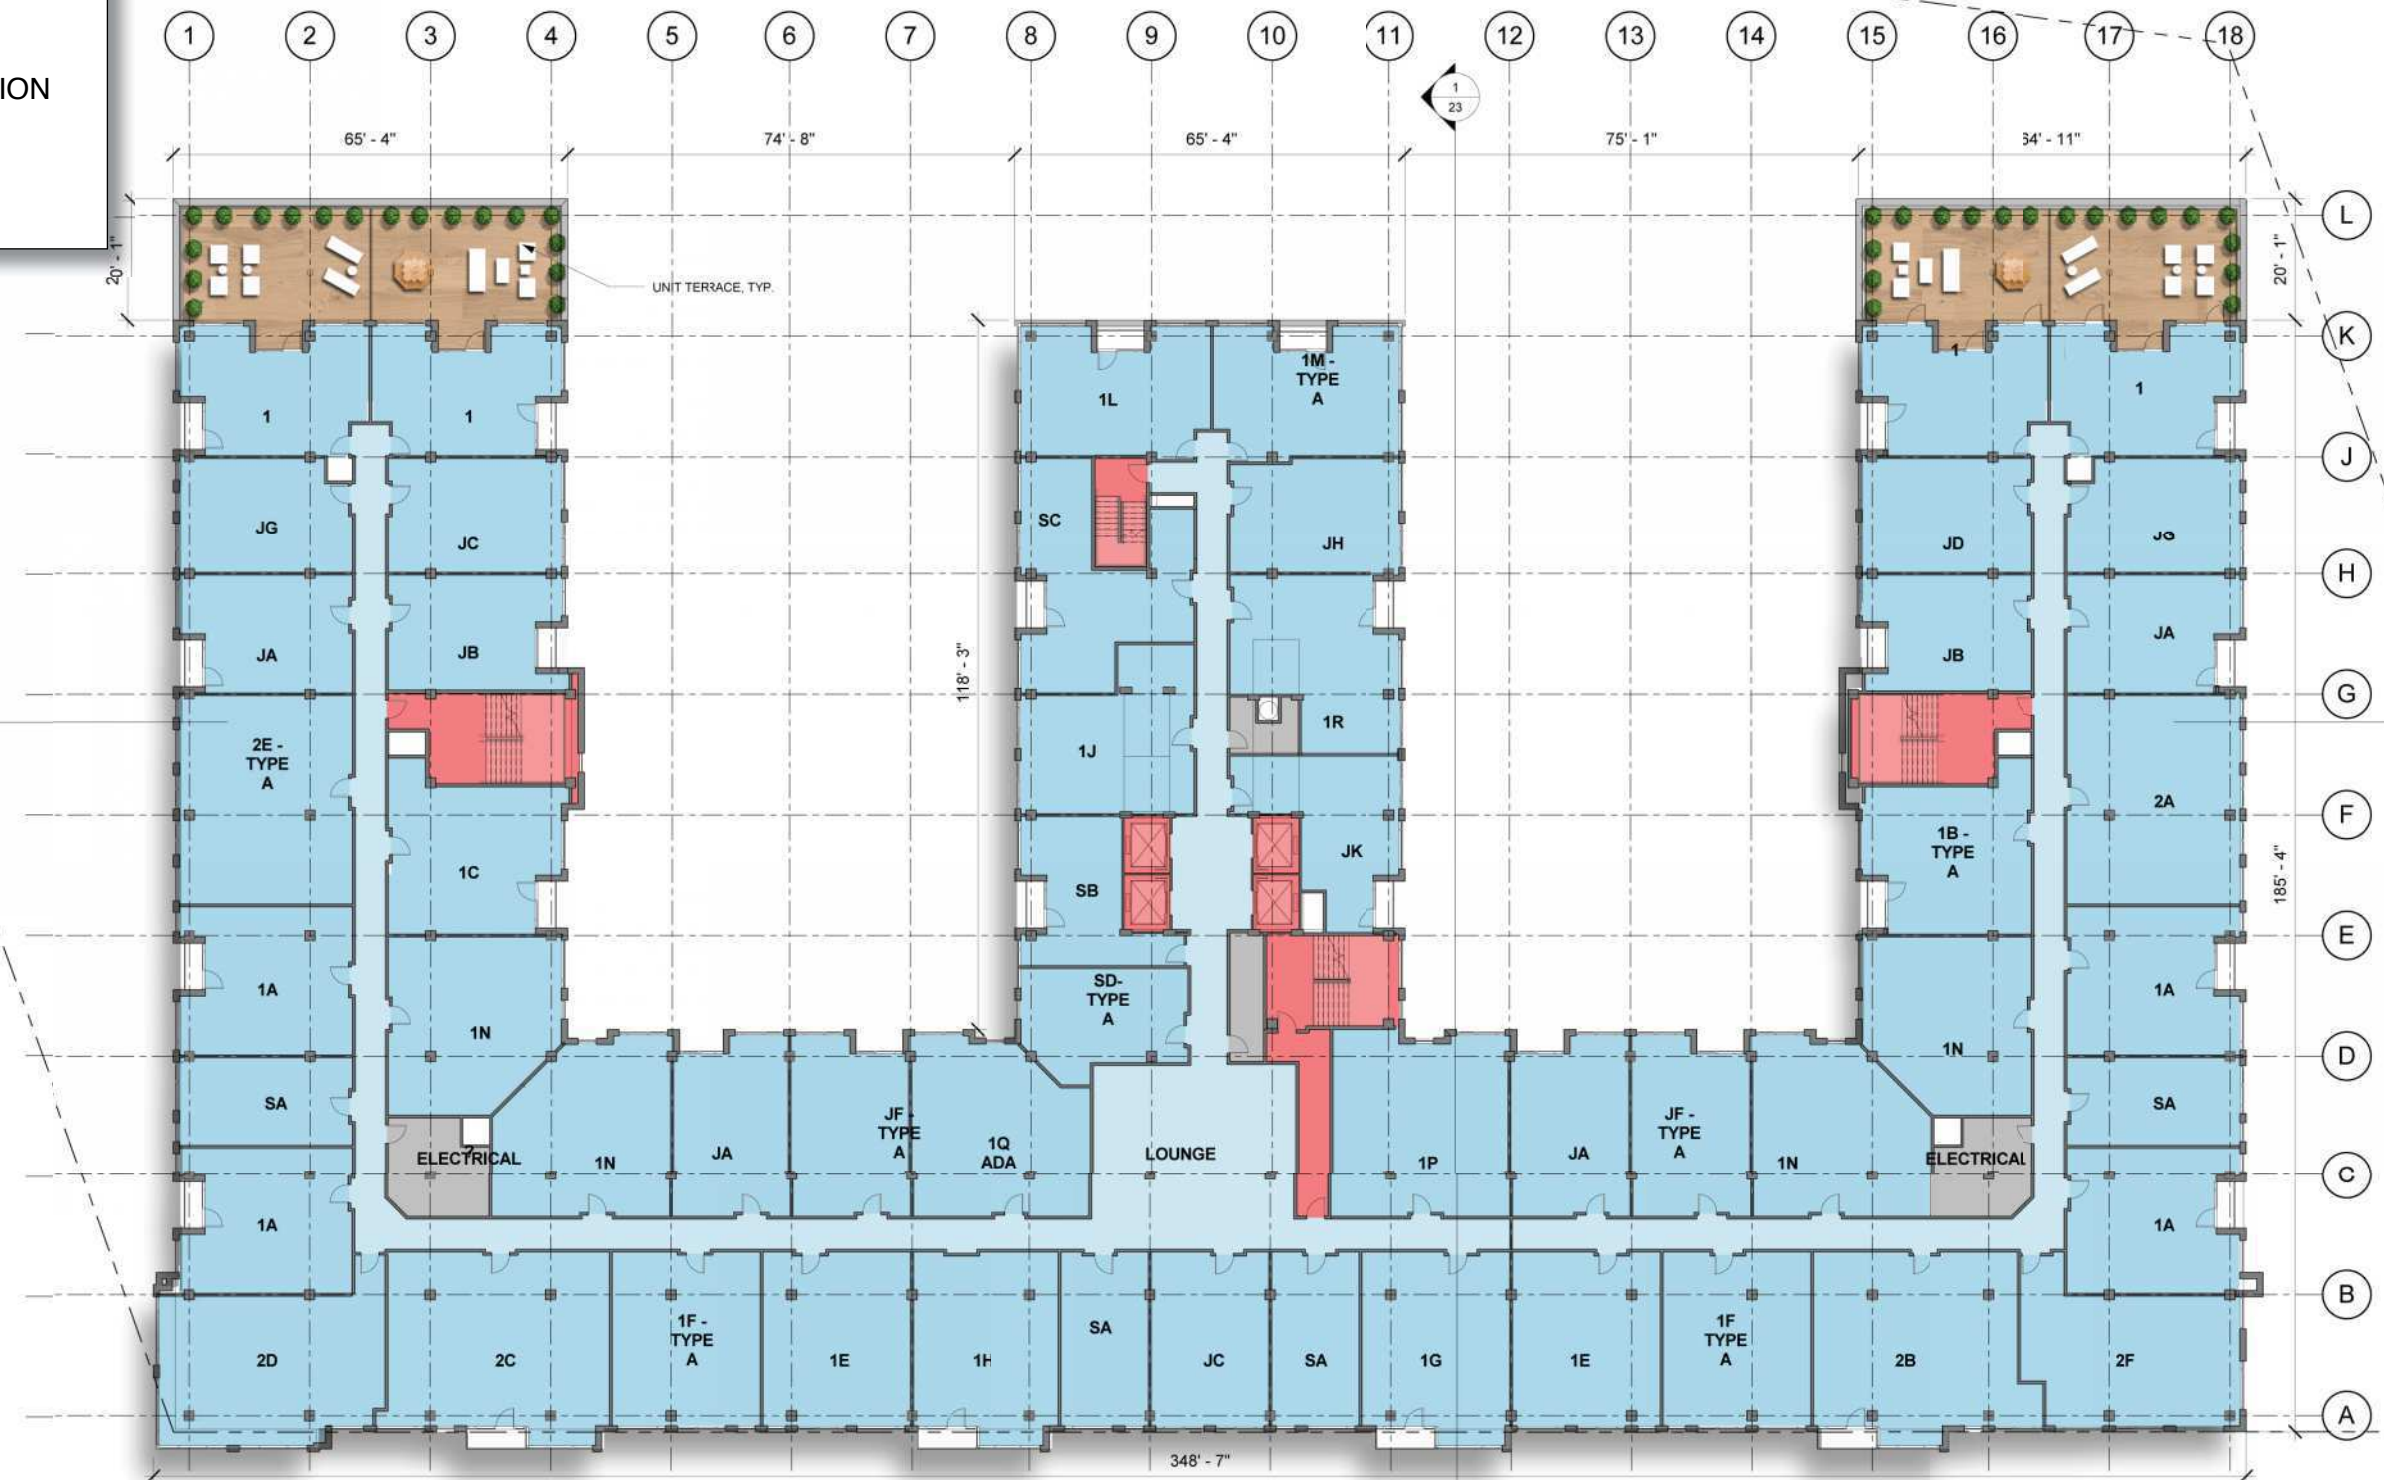 1 2 3 4 5 6 7 8 9 10 11 12 13 14 15 16 17 18
ION
1
23
65' - 4" 74' - 8" 65' - 4" 75' - 1" 64' - 11"
L
20' - 1" 20' - 1"
UNIT TERRACE, TYP.
K
1 1 1L 1M -
TYPE
A
1 1
J
JG JC SC JH JD JG
H
JA JB JB JA
118' - 3"
G
2E -
TYPE
A
1J 1R
2A
F
1C SB JK 1B -
TYPE
A
185' - 4"
E
1A 1N SD-
TYPE
A
1N 1A
D
SA SA
?
ELECTRICAL 1N JA JF -
TYPE
A
1Q
ADA
LOUNGE 1P JA JF -
TYPE
A
1N ELECTRICAL
C
1A 1A
B
2D 2C 1F -
TYPE
A
1E 1H SA JC SA 1G 1E 1F
TYPE
A
2B 2F
A
348' - 7"